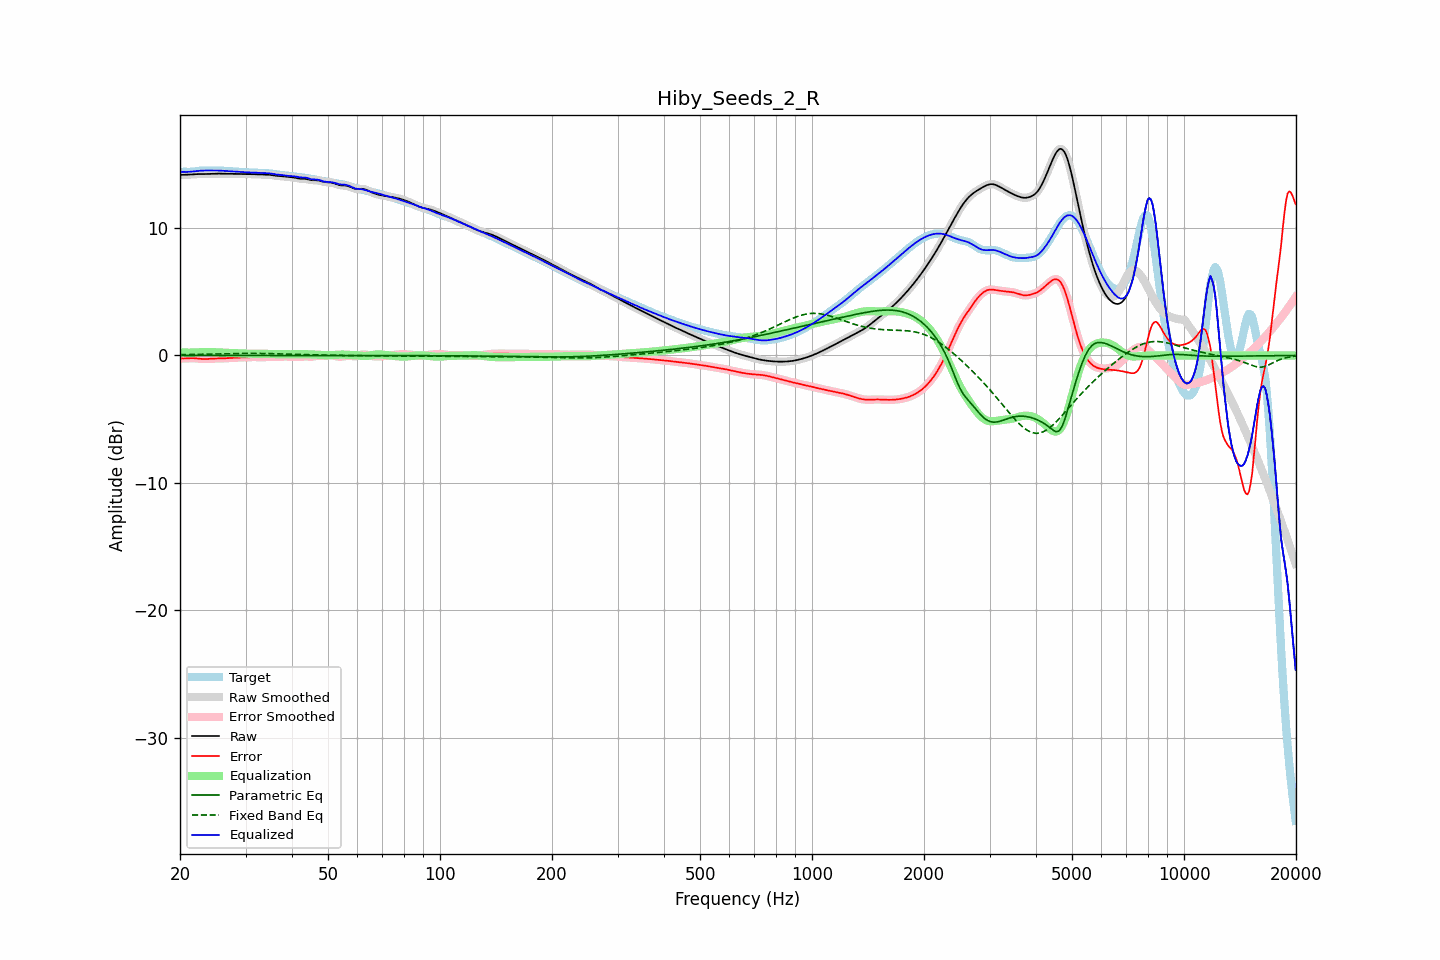 Hiby_Seeds_2_R
Amplitude (dBr)
10
0
−10
−20
−30
Target
Raw Smoothed
Error Smoothed
Raw
Error
Equalization
Parametric Eq
Fixed Band Eq
Equalized
20
50
100
200
500
1000
2000
5000
10000
20000
Frequency (Hz)